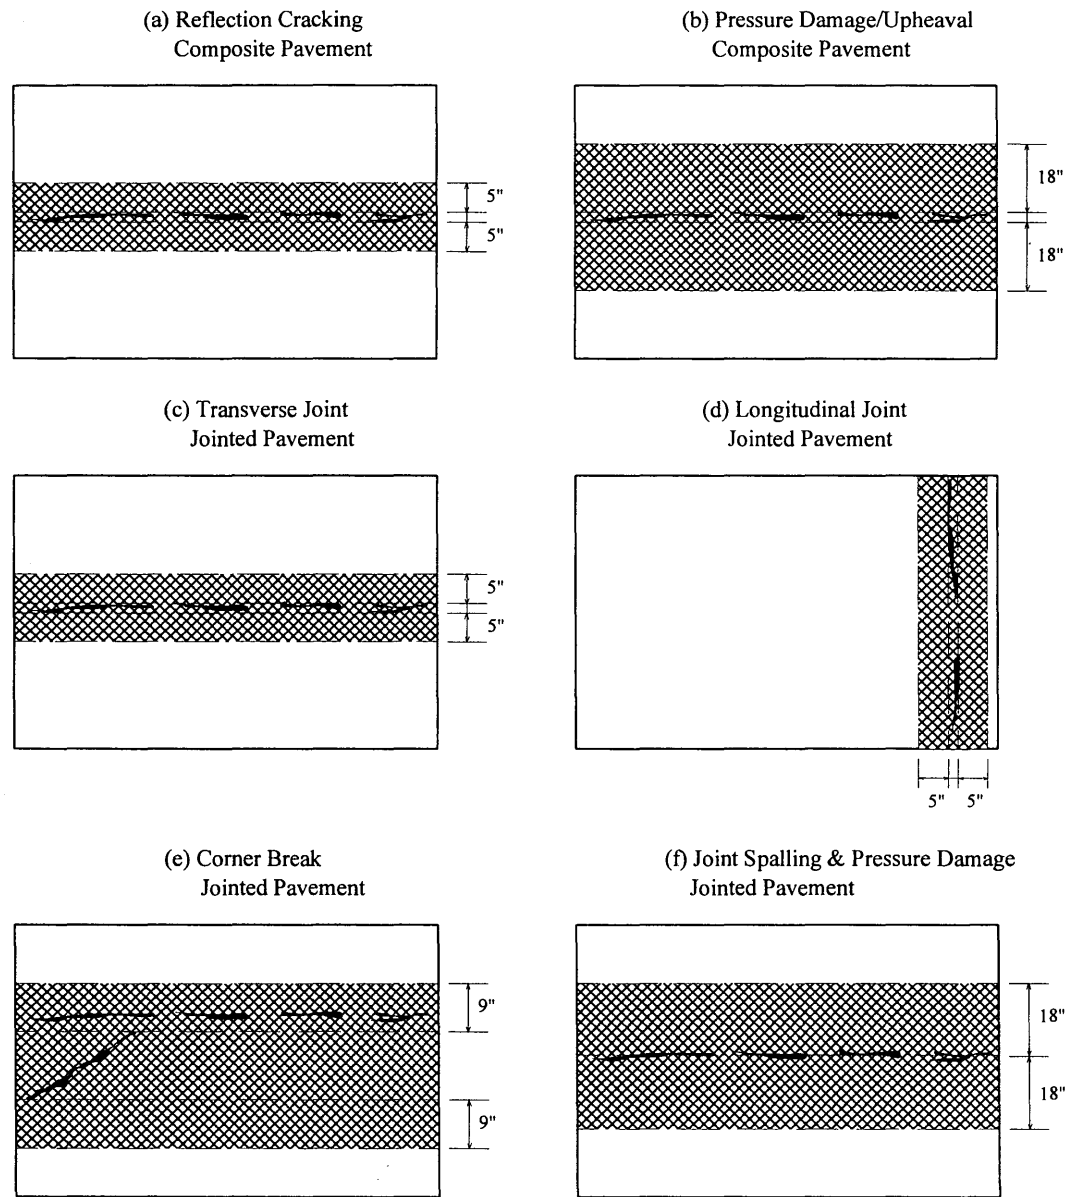 (a) Reflection Cracking
Composite Pavement
(b) Pressure Damage/Upheaval
Composite Pavement
5"
5"
18"
18"
(c) Transverse Joint
Jointed Pavement
(d) Longitudinal Joint
Jointed Pavement
5"
5"
5" 5"
(e) Corner Break
Jointed Pavement
(f) Joint Spalling & Pressure Damage
Jointed Pavement
9"
9"
18"
18"